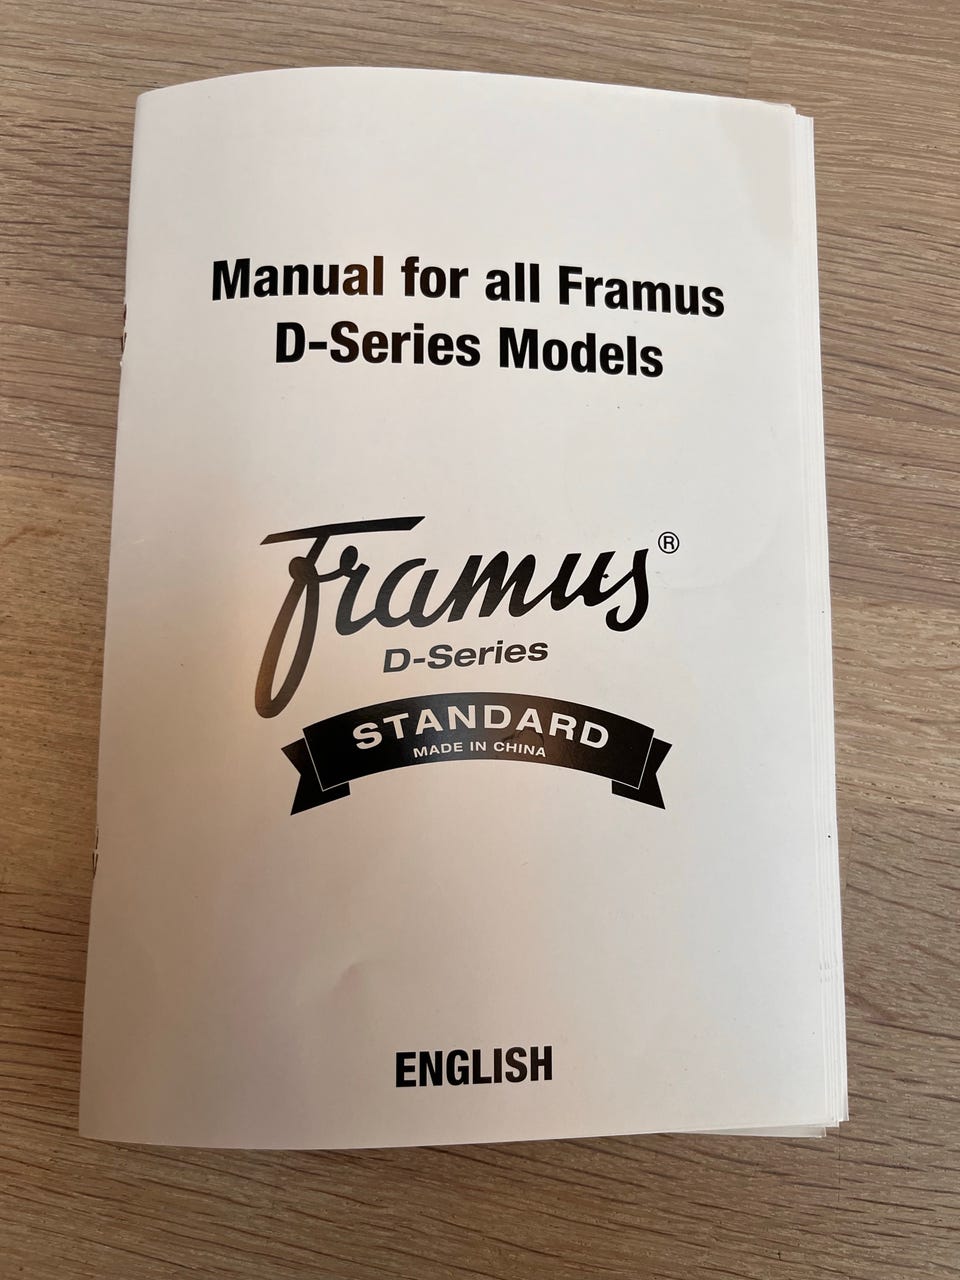 Manual for all Framus
D-Series Models
Framus®
D-Series
STANDARD
MADE IN CHINA
ENGLISH